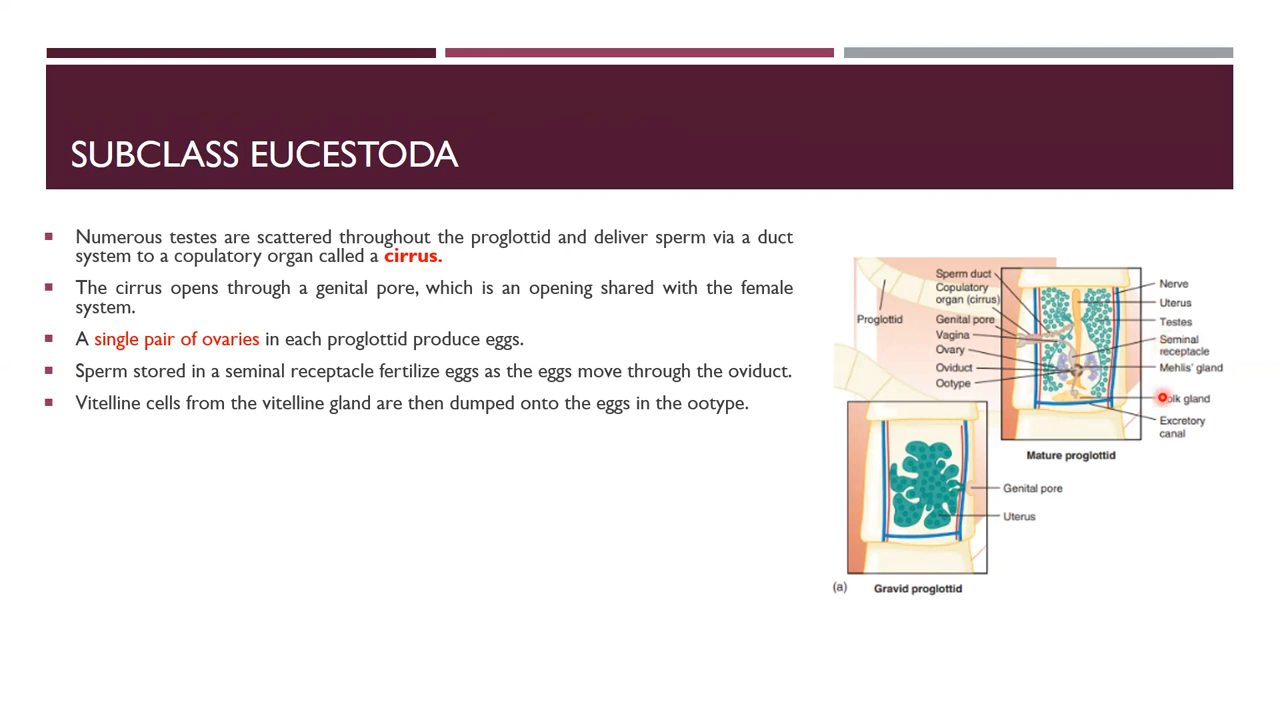 SUBCLASS EUCESTODA
Numerous testes are scattered throughout the proglottid and deliver sperm via a duct
system to a copulatory organ called a cirrus.
The cirrus opens through a genital pore, which is an opening shared with the female
system.
A single pair of ovaries in each proglottid produce eggs.
Sperm stored in a seminal receptacle fertilize eggs as the eggs move through the oviduct.
Vitelline cells from the vitelline gland are then dumped onto the eggs in the ootype.
Proglottid
Sperm duct
Copulatory
organ (cirrus)
Genital pore
Vagina
Ovary
Oviduct
Ootype
Nerve
Uterus
Testes
Seminal
receptacle
Mehlis' gland
gland
Excretory
canal
Mature proglottid
Genital pore
Uterus
(a)
Gravid proglottid